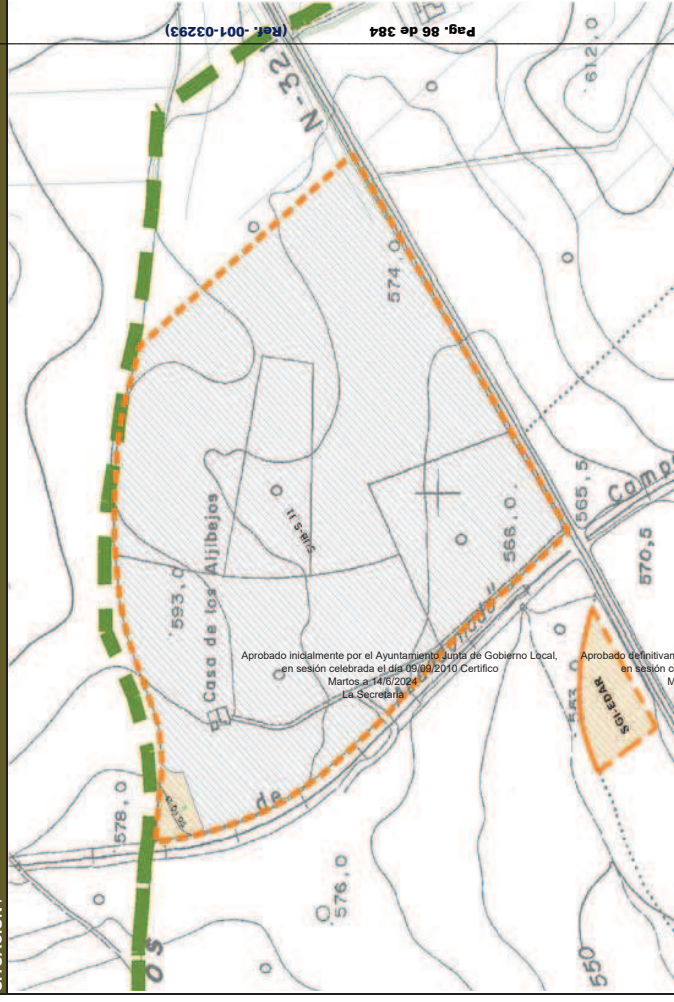 (Ref. -001-03293)
Pag. 86 de 384
N-32
612,0
574,0
SUB-S 11
593,0
Casa de los Aljibejos
566,0.
565,5
570,5
Aprobado inicialmente por el Ayuntamiento Junta de Gobierno Local,
en sesión celebrada el día 09/09/2010 Certifico
Martos a 14/6/2024
La Secretaria
Aprobado definitivam
en sesión c
M
SGI-EDAR
578,0
de
576,0
OS
550